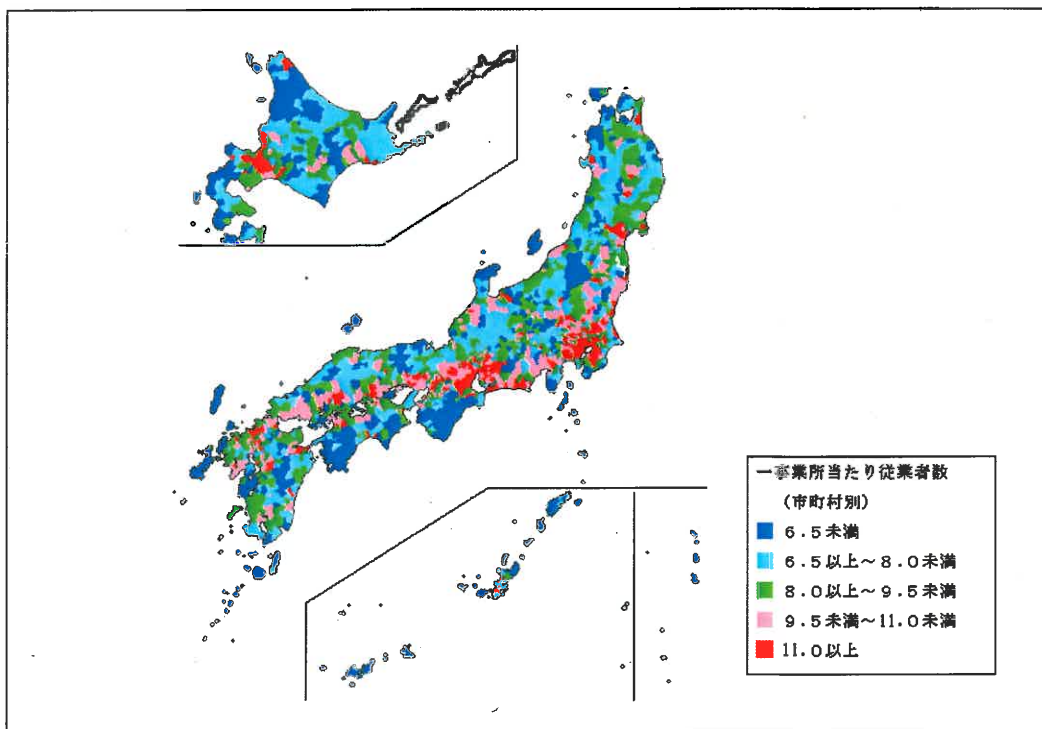 一事業所当たり従業者数
(市町村別)
6.5未満
6.5以上～8.0未満
8.0以上～9.5未満
9.5未満～11.0未満
11.0以上